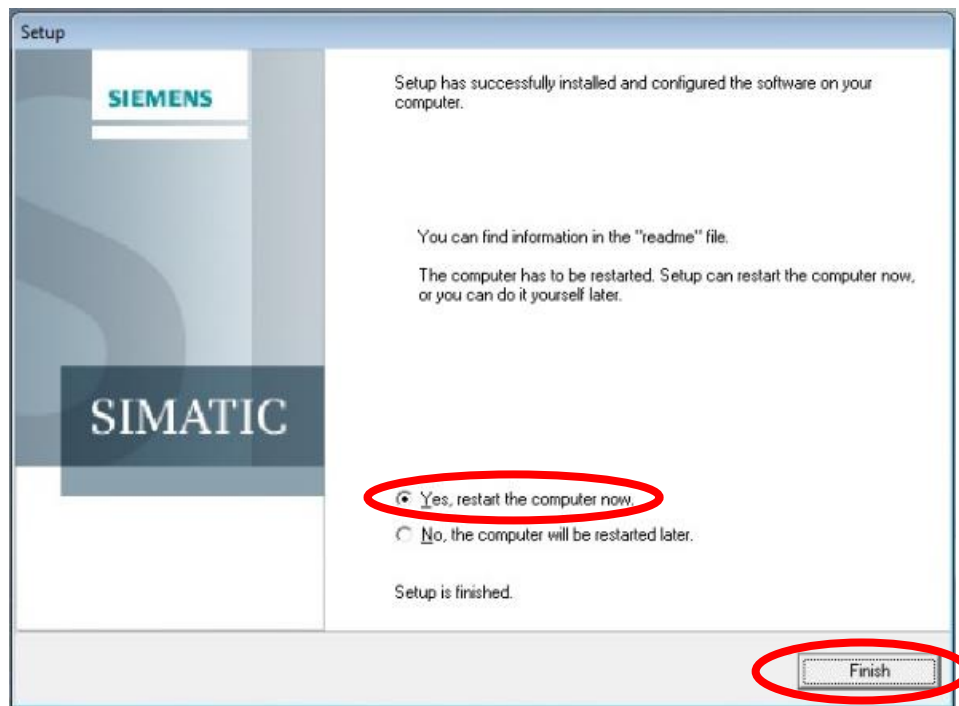 Setup
SIEMENS
Setup has successfully installed and configured the software on your
computer.
You can find information in the "readme" file.
The computer has to be restarted. Setup can restart the computer now,
or you can do it yourself later.
SIMATIC
Yes, restart the computer now.
No, the computer will be restarted later.
Setup is finished.
Finish